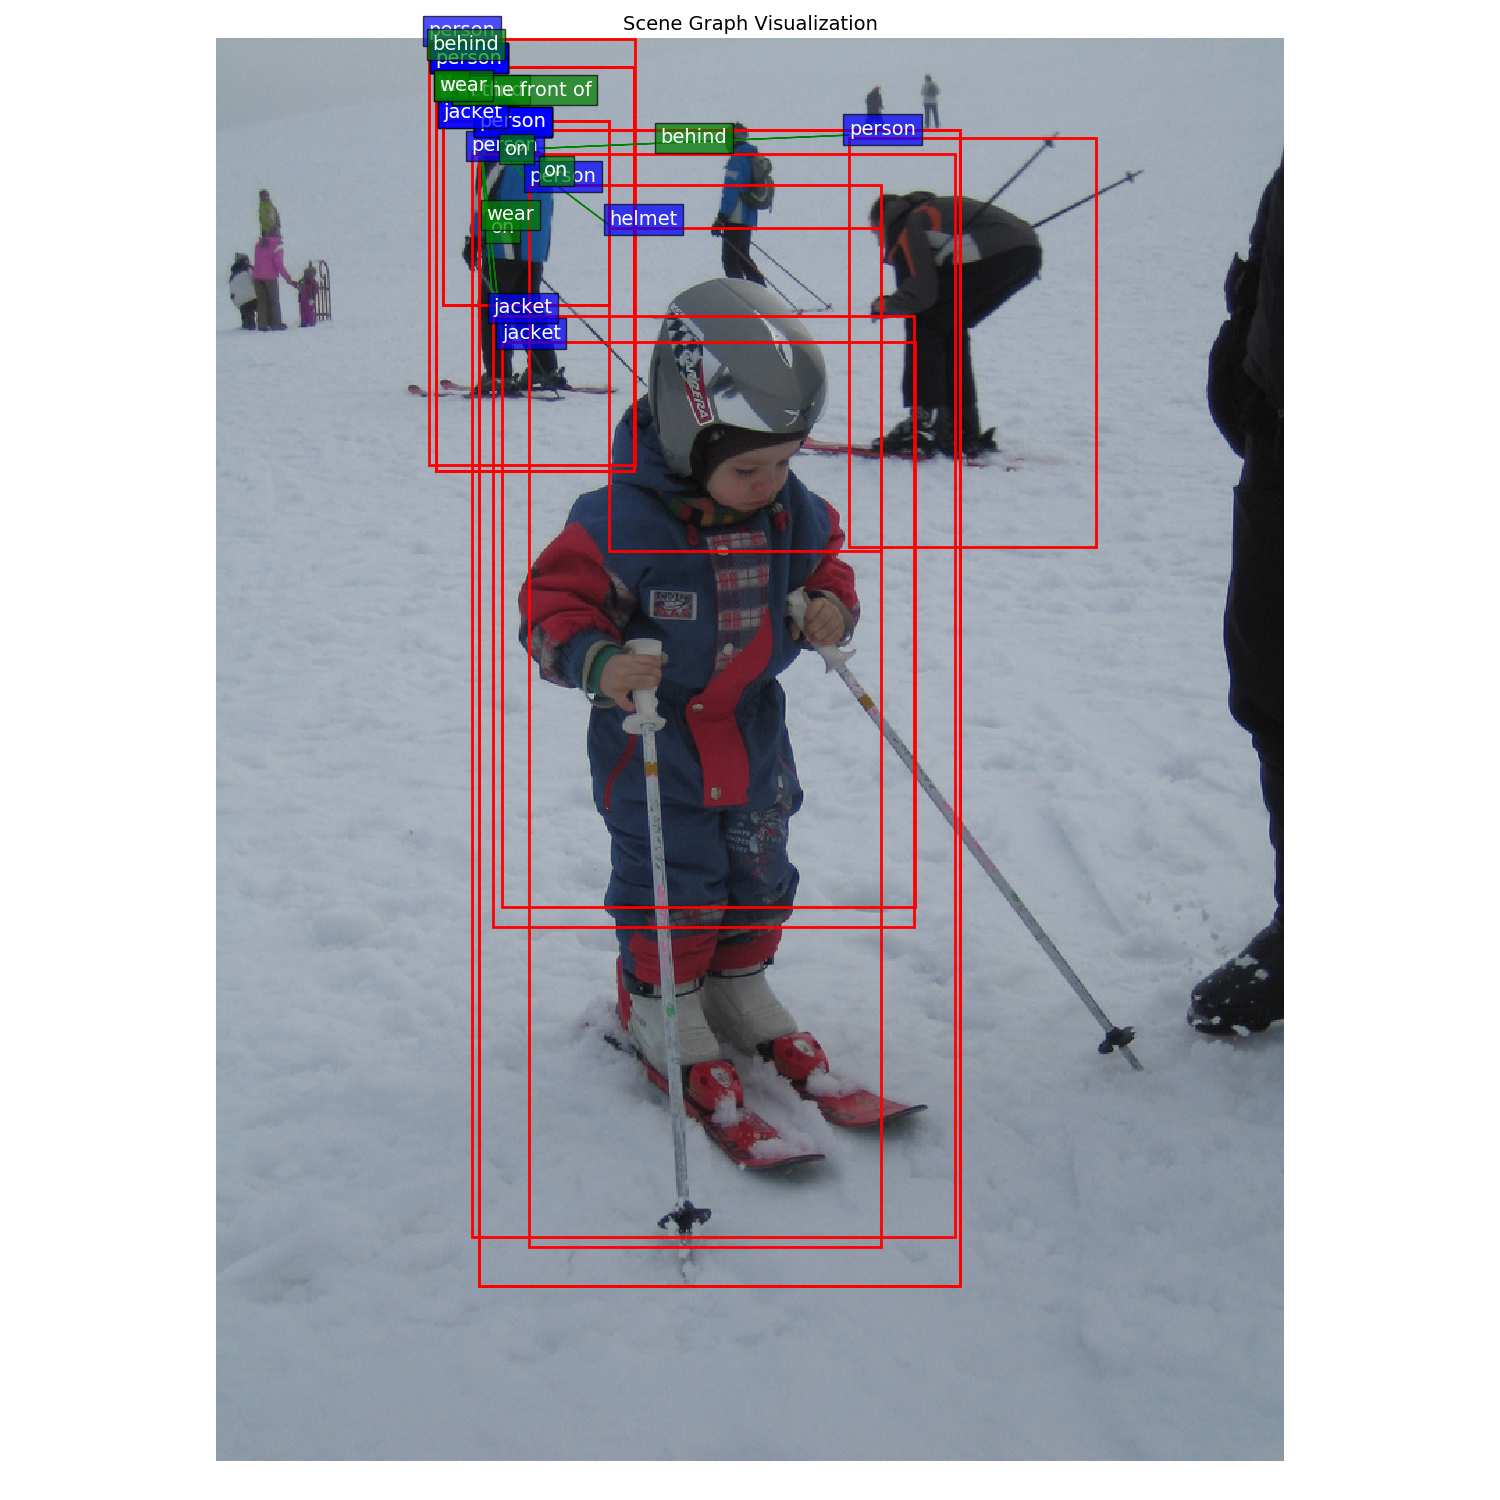 Scene Graph Visualization
person
behind
person
wear
the front of
jacket
person
behind
person
person
on
on
person
helmet
wear
on
jacket
jacket
CARRERA